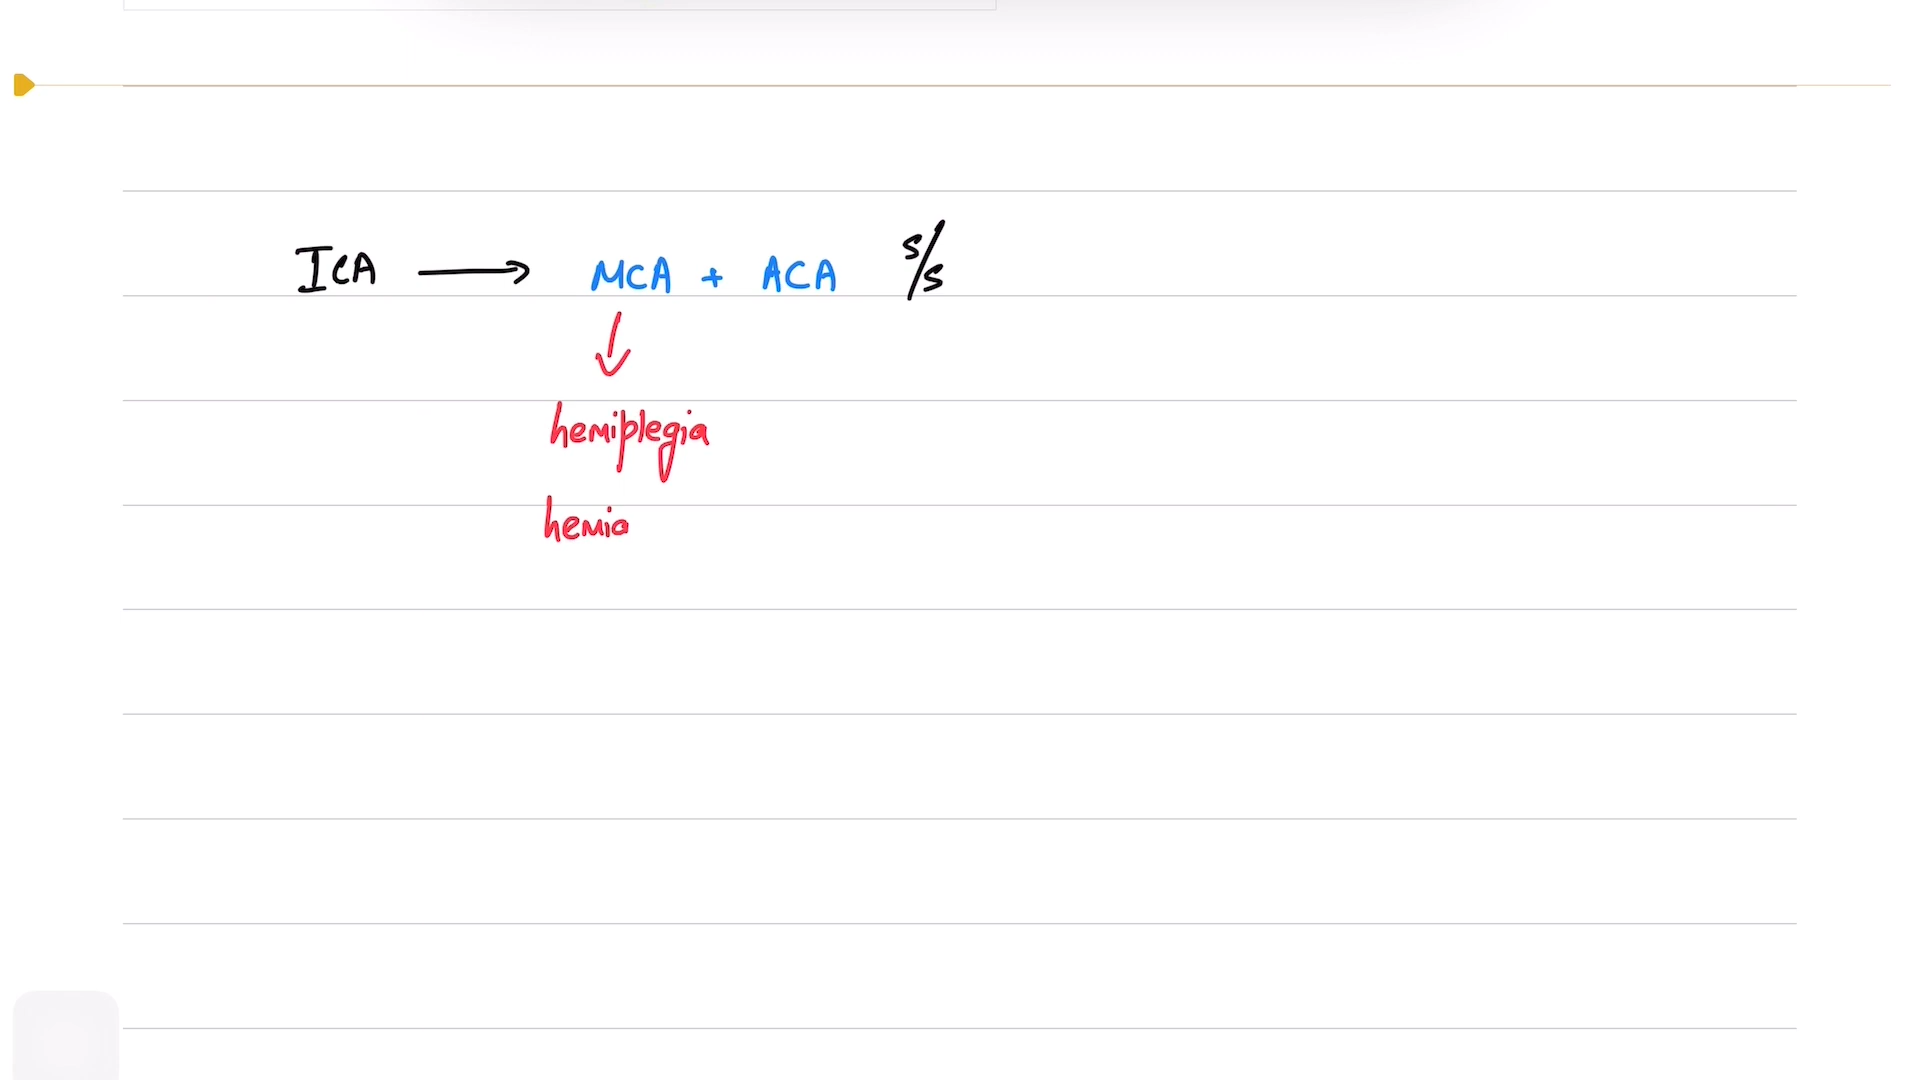 ICA → MCA + ACA s/s
↓
hemiplegia
hemia